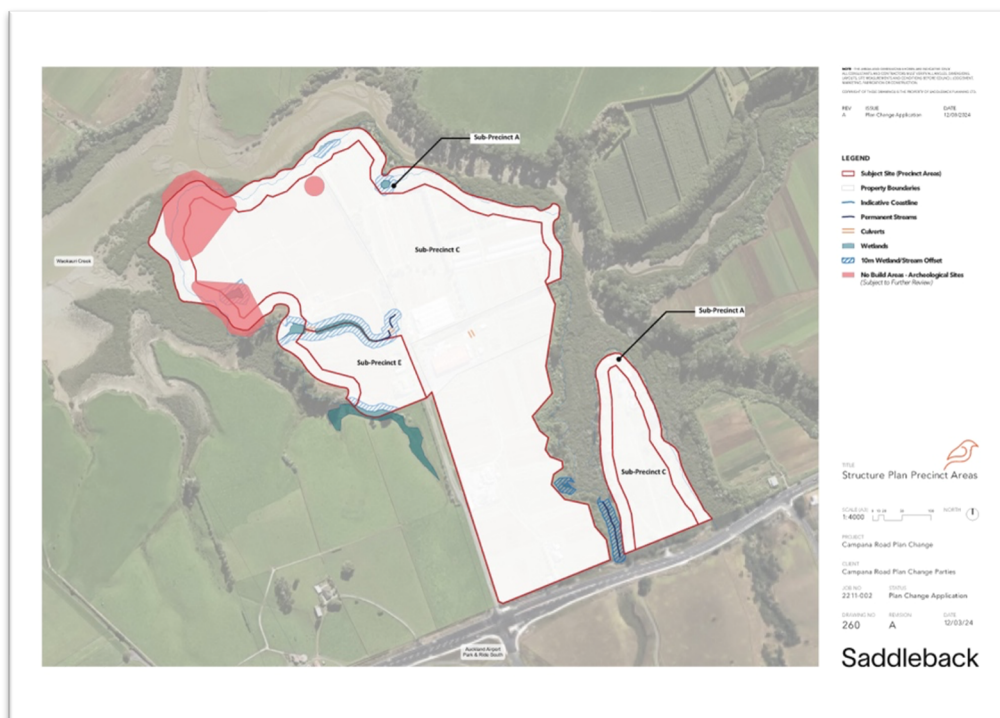 REV ISSUE DATE
A Plan Change Application 12/03/2024
LEGEND
Subject Site (Precinct Areas)
Property Boundaries
Indicative Coastline
Permanent Streams
Culverts
Wetlands
10m Wetland/Stream Offset
No Build Areas - Archeological Sites
(Subject to Further Review)
Sub-Precinct A
Sub-Precinct C
Waokauri Creek
Sub-Precinct A
Sub-Precinct E
Sub-Precinct C
Auckland Airport
Park & Ride South
TITLE
Structure Plan Precinct Areas
SCALE
1:4000
NORTH
PROJECT
Campana Road Plan Change
CLIENT
Campana Road Plan Change Parties
JOB NO STATUS
2211-002 Plan Change Application
DRAWING NO REVISION DATE
260 A 12/03/24
Saddleback